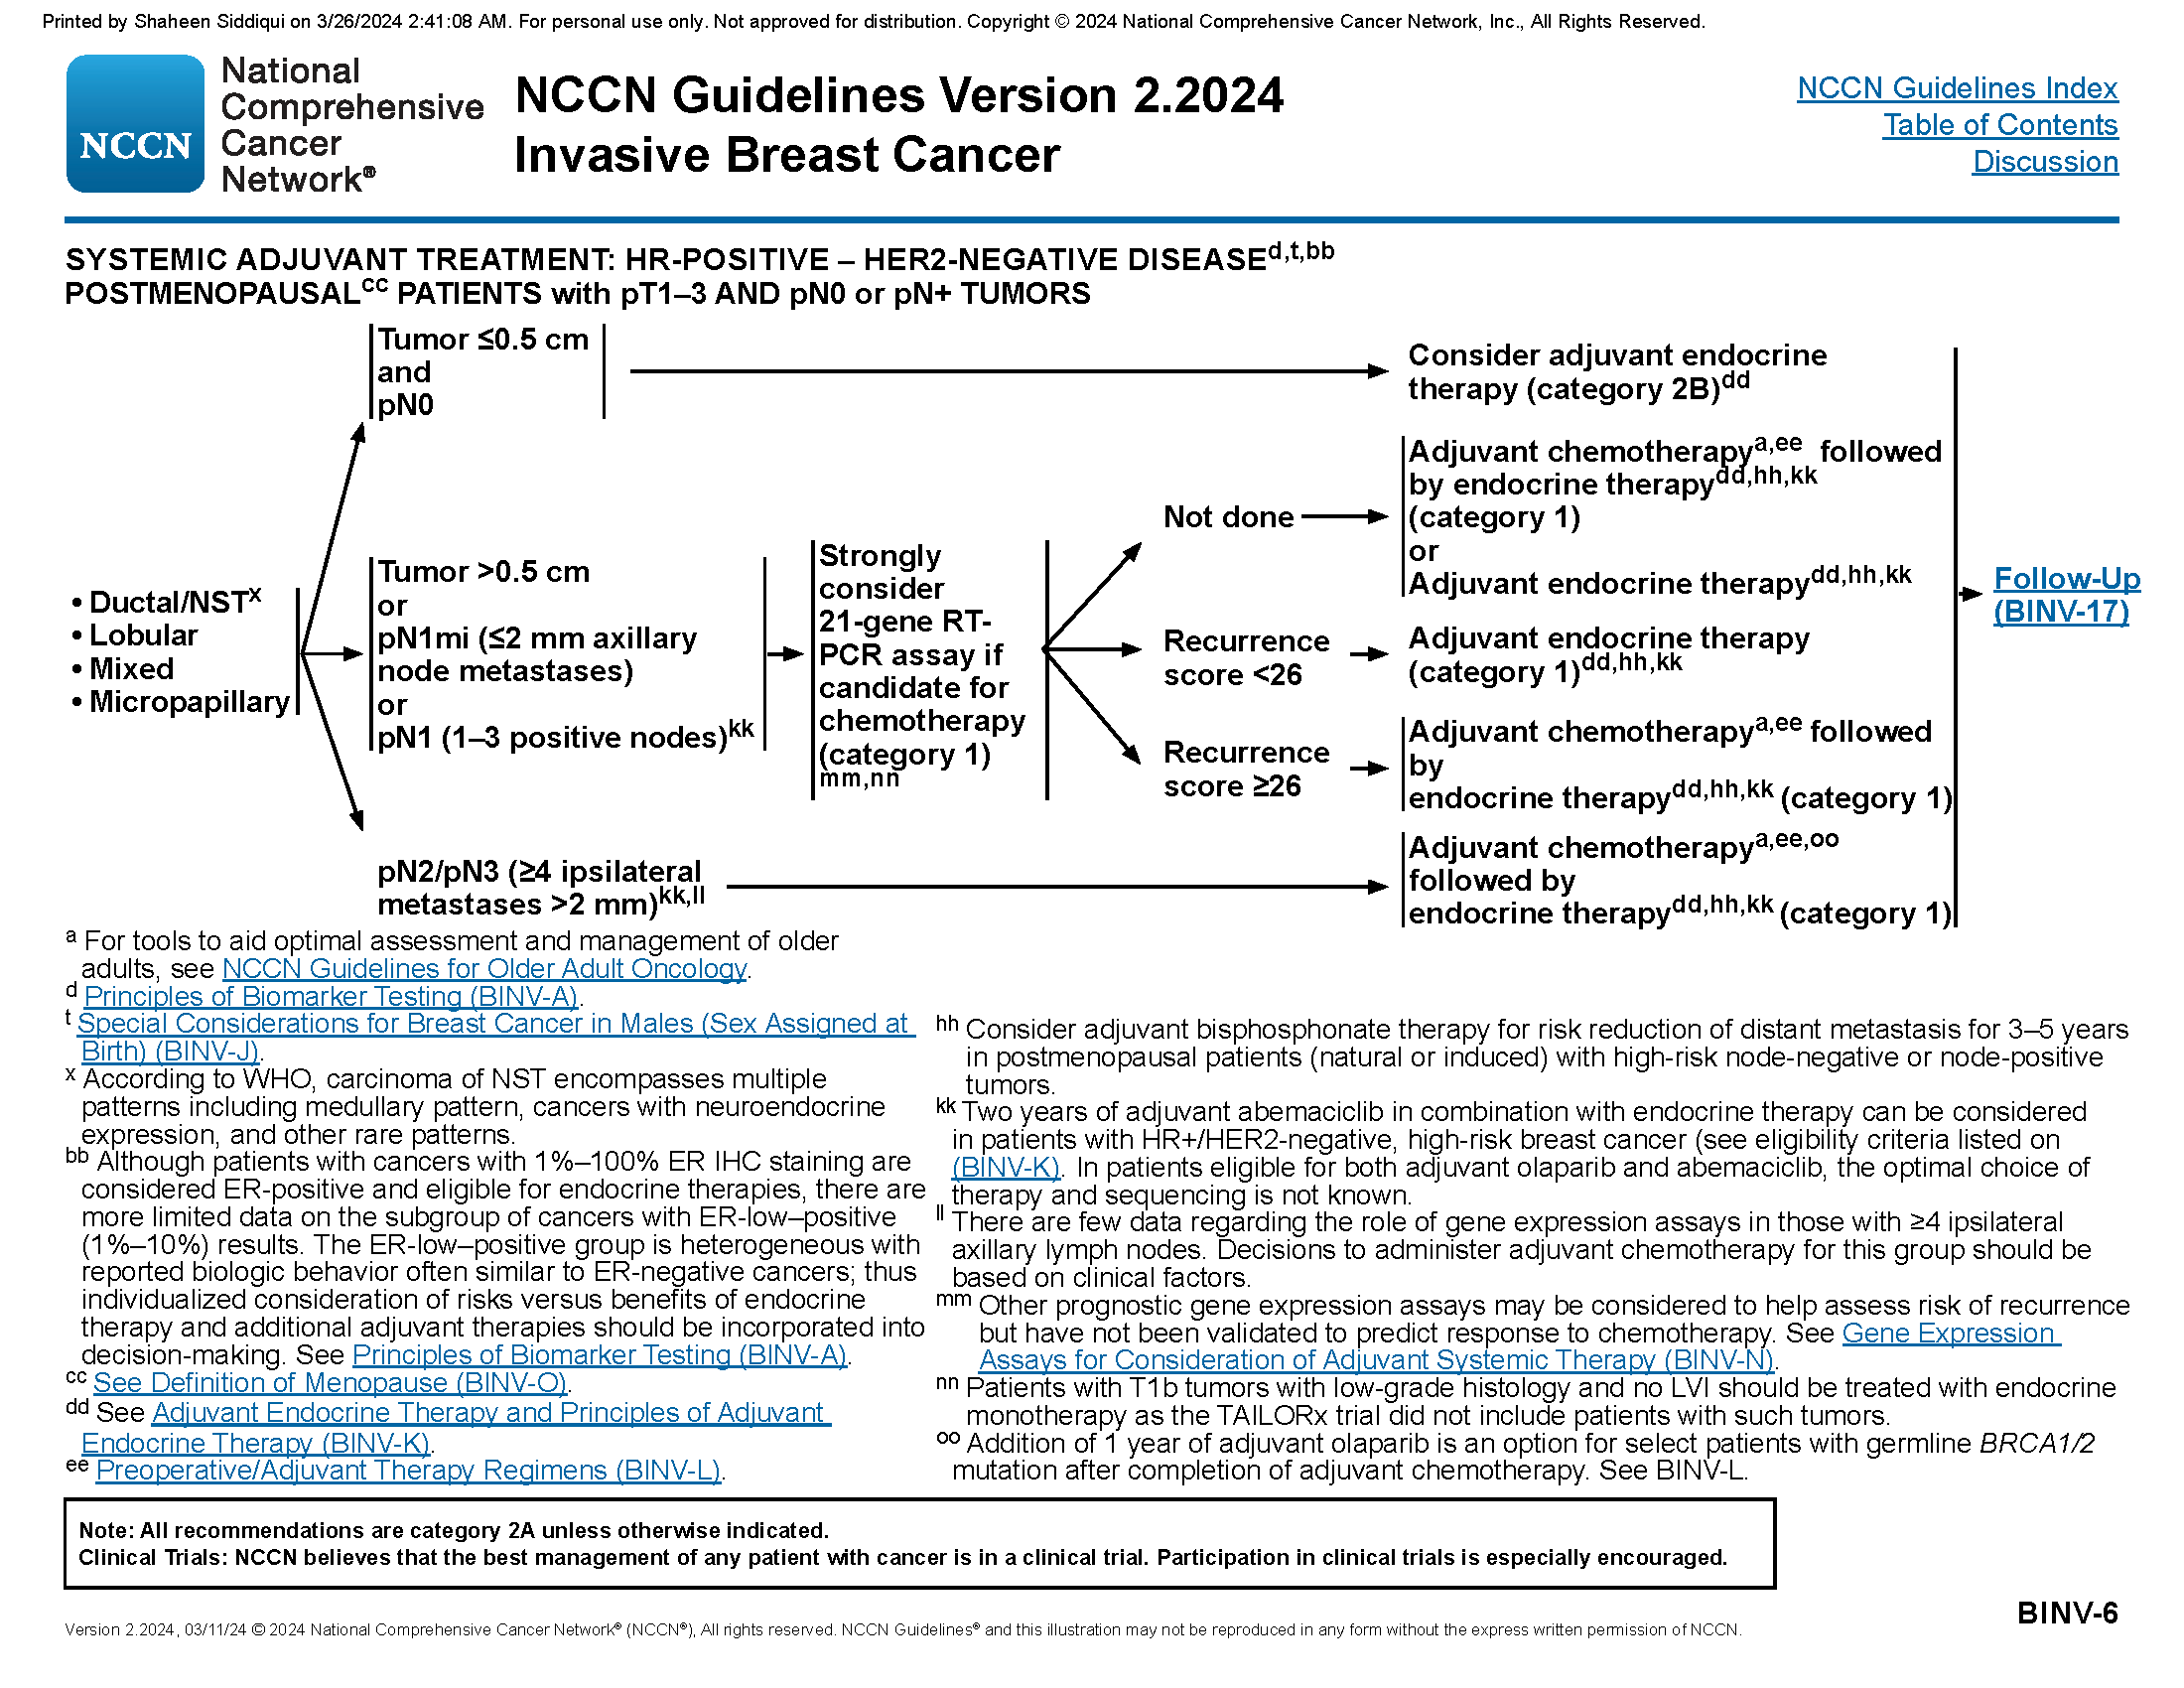 Printed by Shaheen Siddiqui on 3/26/2024 2:41:08 AM. For personal use only. Not approved for distribution. Copyright © 2024 National Comprehensive Cancer Network, Inc., All Rights Reserved.
NCCN
National
Comprehensive
Cancer
Network®
NCCN Guidelines Version 2.2024
Invasive Breast Cancer
NCCN Guidelines Index
Table of Contents
Discussion
SYSTEMIC ADJUVANT TREATMENT: HR-POSITIVE – HER2-NEGATIVE DISEASEd,t,bb
POSTMENOPAUSALcc PATIENTS with pT1–3 AND pN0 or pN+ TUMORS
• Ductal/NSTx
• Lobular
• Mixed
• Micropapillary
Tumor ≤0.5 cm
and
pN0
Consider adjuvant endocrine
therapy (category 2B)dd
Tumor >0.5 cm
or
pN1mi (≤2 mm axillary
node metastases)
or
pN1 (1–3 positive nodes)kk
Strongly
consider
21-gene RT-
PCR assay if
candidate for
chemotherapy
(category 1)
mm,nn
Not done
Adjuvant chemotherapya,ee followed
by endocrine therapydd,hh,kk
(category 1)
or
Adjuvant endocrine therapydd,hh,kk
Recurrence
score <26
Adjuvant endocrine therapy
(category 1)dd,hh,kk
Recurrence
score ≥26
Adjuvant chemotherapya,ee followed
by
endocrine therapydd,hh,kk (category 1)
pN2/pN3 (≥4 ipsilateral
metastases >2 mm)kk,ll
Adjuvant chemotherapya,ee,oo
followed by
endocrine therapydd,hh,kk (category 1)
Follow-Up
(BINV-17)
a For tools to aid optimal assessment and management of older
adults, see NCCN Guidelines for Older Adult Oncology.
d Principles of Biomarker Testing (BINV-A).
t Special Considerations for Breast Cancer in Males (Sex Assigned at
Birth) (BINV-J).
x According to WHO, carcinoma of NST encompasses multiple
patterns including medullary pattern, cancers with neuroendocrine
expression, and other rare patterns.
bb Although patients with cancers with 1%–100% ER IHC staining are
considered ER-positive and eligible for endocrine therapies, there are
more limited data on the subgroup of cancers with ER-low–positive
(1%–10%) results. The ER-low–positive group is heterogeneous with
reported biologic behavior often similar to ER-negative cancers; thus
individualized consideration of risks versus benefits of endocrine
therapy and additional adjuvant therapies should be incorporated into
decision-making. See Principles of Biomarker Testing (BINV-A).
cc See Definition of Menopause (BINV-O).
dd See Adjuvant Endocrine Therapy and Principles of Adjuvant
Endocrine Therapy (BINV-K).
ee Preoperative/Adjuvant Therapy Regimens (BINV-L).
hh Consider adjuvant bisphosphonate therapy for risk reduction of distant metastasis for 3–5 years
in postmenopausal patients (natural or induced) with high-risk node-negative or node-positive
tumors.
kk Two years of adjuvant abemaciclib in combination with endocrine therapy can be considered
in patients with HR+/HER2-negative, high-risk breast cancer (see eligibility criteria listed on
(BINV-K). In patients eligible for both adjuvant olaparib and abemaciclib, the optimal choice of
therapy and sequencing is not known.
ll There are few data regarding the role of gene expression assays in those with ≥4 ipsilateral
axillary lymph nodes. Decisions to administer adjuvant chemotherapy for this group should be
based on clinical factors.
mm Other prognostic gene expression assays may be considered to help assess risk of recurrence
but have not been validated to predict response to chemotherapy. See Gene Expression
Assays for Consideration of Adjuvant Systemic Therapy (BINV-N).
nn Patients with T1b tumors with low-grade histology and no LVI should be treated with endocrine
monotherapy as the TAILORx trial did not include patients with such tumors.
oo Addition of 1 year of adjuvant olaparib is an option for select patients with germline BRCA1/2
mutation after completion of adjuvant chemotherapy. See BINV-L.
Note: All recommendations are category 2A unless otherwise indicated.
Clinical Trials: NCCN believes that the best management of any patient with cancer is in a clinical trial. Participation in clinical trials is especially encouraged.
BINV-6
Version 2.2024, 03/11/24 © 2024 National Comprehensive Cancer Network® (NCCN®), All rights reserved. NCCN Guidelines® and this illustration may not be reproduced in any form without the express written permission of NCCN.